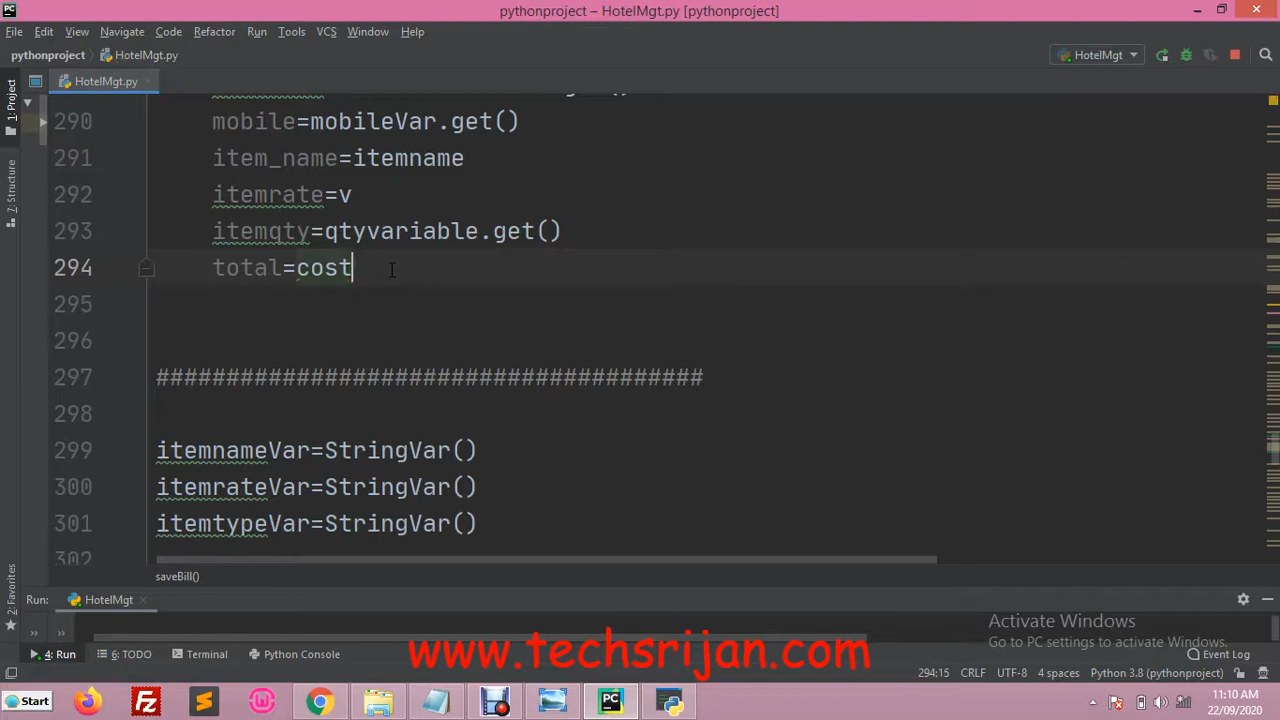 pythonproject – HotelMgt.py [pythonproject]
File Edit View Navigate Code Refactor Run Tools VCS Window Help
pythonproject HotelMgt.py
HotelMgt
1: Project
HotelMgt.py
290 mobile=mobileVar.get()
291 item_name=itemname
292 itemrate=v
293 itemqty=qtyvariable.get()
294 total=cost
295
296
297 #######################################
298
299 itemnameVar=StringVar()
300 itemrateVar=StringVar()
301 itemtypeVar=StringVar()
302
7: Structure
2: Favorites
saveBill()
Run: HotelMgt
Activate Windows
Go to PC settings to activate Windows.
4: Run 6: TODO Terminal Python Console
Event Log
www.techsrijan.com
294:15 CRLF UTF-8 4 spaces Python 3.8 (pythonproject)
Start
11:10 AM
22/09/2020